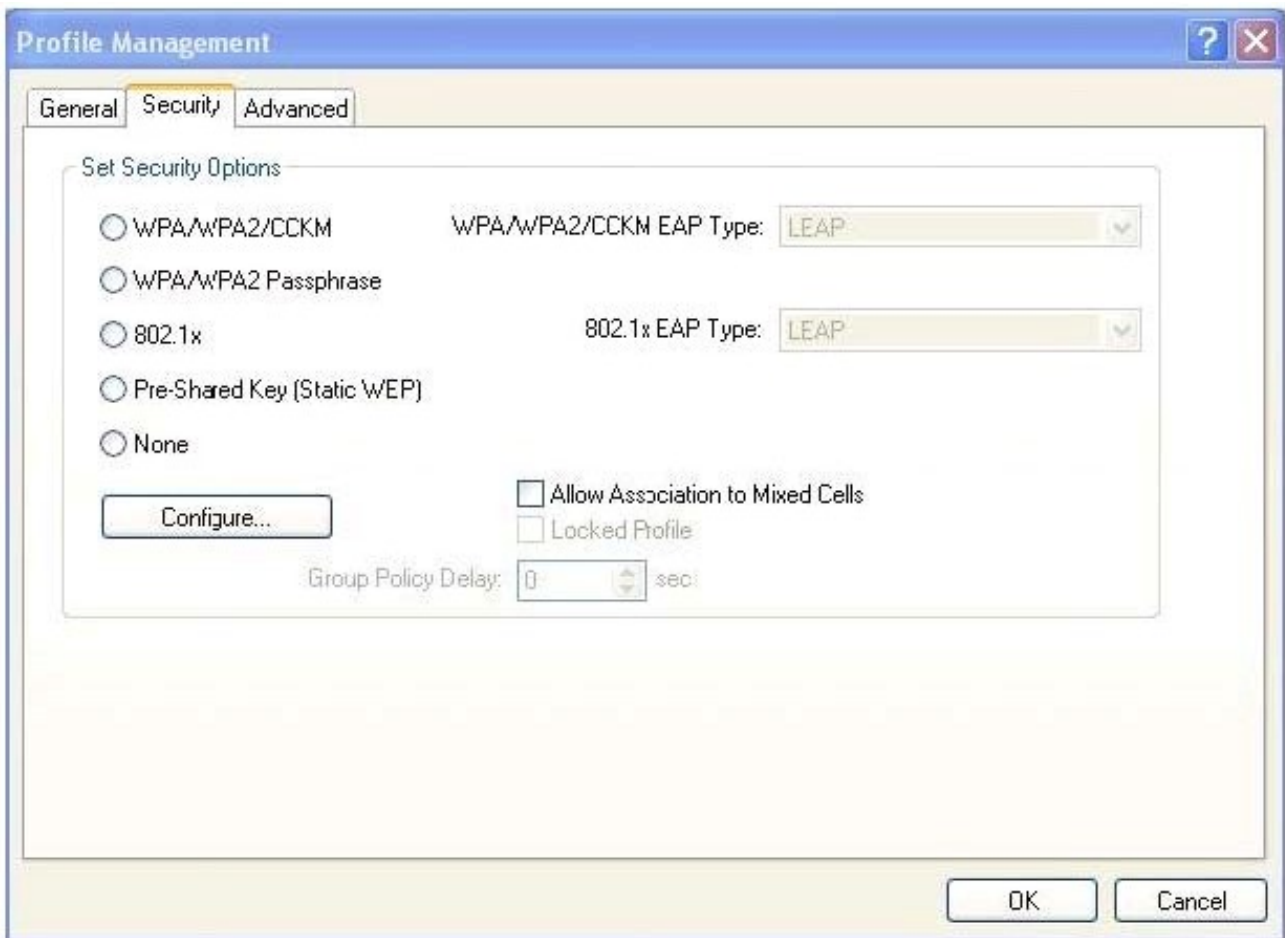 Profile Management
General Security Advanced
Set Security Options
WPA/WPA2/CCKM WPA/WPA2/CCKM EAP Type: LEAP
WPA/WPA2 Passphrase
802.1x 802.1x EAP Type: LEAP
Pre-Shared Key (Static WEP)
None
Allow Association to Mixed Cells
Configure...
Locked Profile
Group Policy Delay: 0 sec
OK Cancel